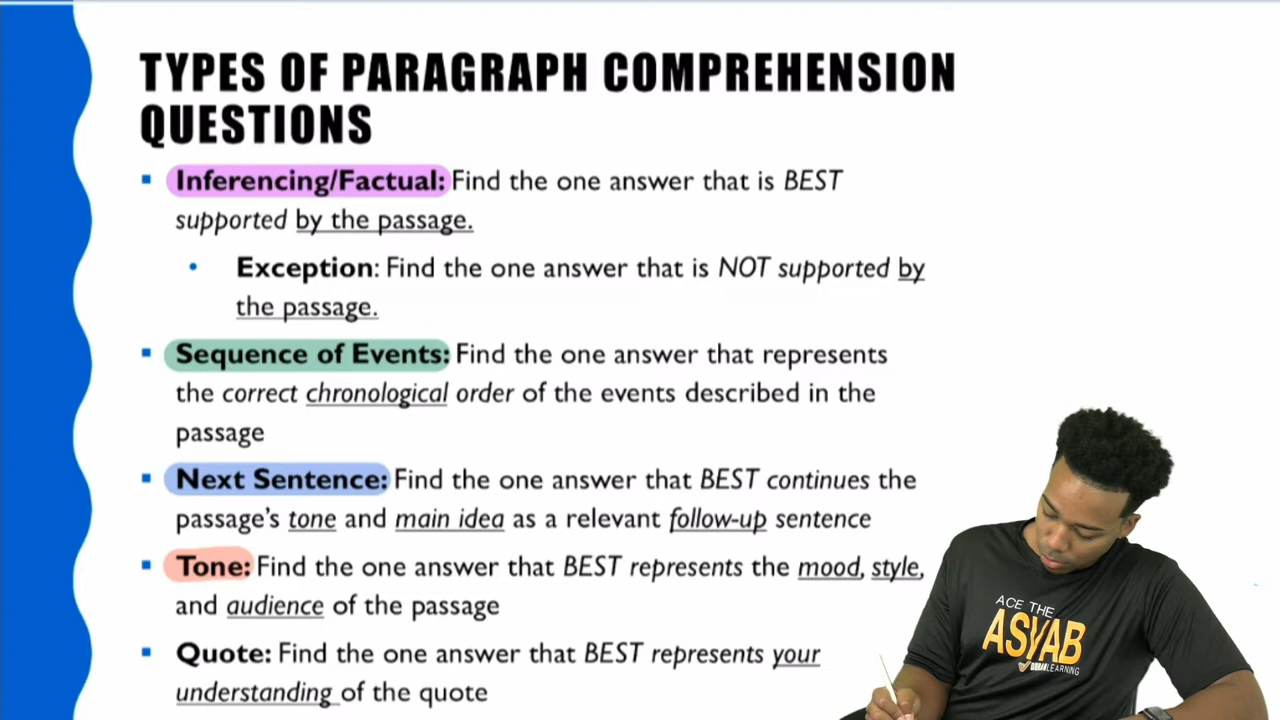 TYPES OF PARAGRAPH COMPREHENSION
QUESTIONS
▪ Inferencing/Factual: Find the one answer that is BEST
supported by the passage.
• Exception: Find the one answer that is NOT supported by
the passage.
▪ Sequence of Events: Find the one answer that represents
the correct chronological order of the events described in the
passage
▪ Next Sentence: Find the one answer that BEST continues the
passage's tone and main idea as a relevant follow-up sentence
▪ Tone: Find the one answer that BEST represents the mood, style,
and audience of the passage
▪ Quote: Find the one answer that BEST represents your
understanding of the quote
ACE THE
ASVAB
LEARNING